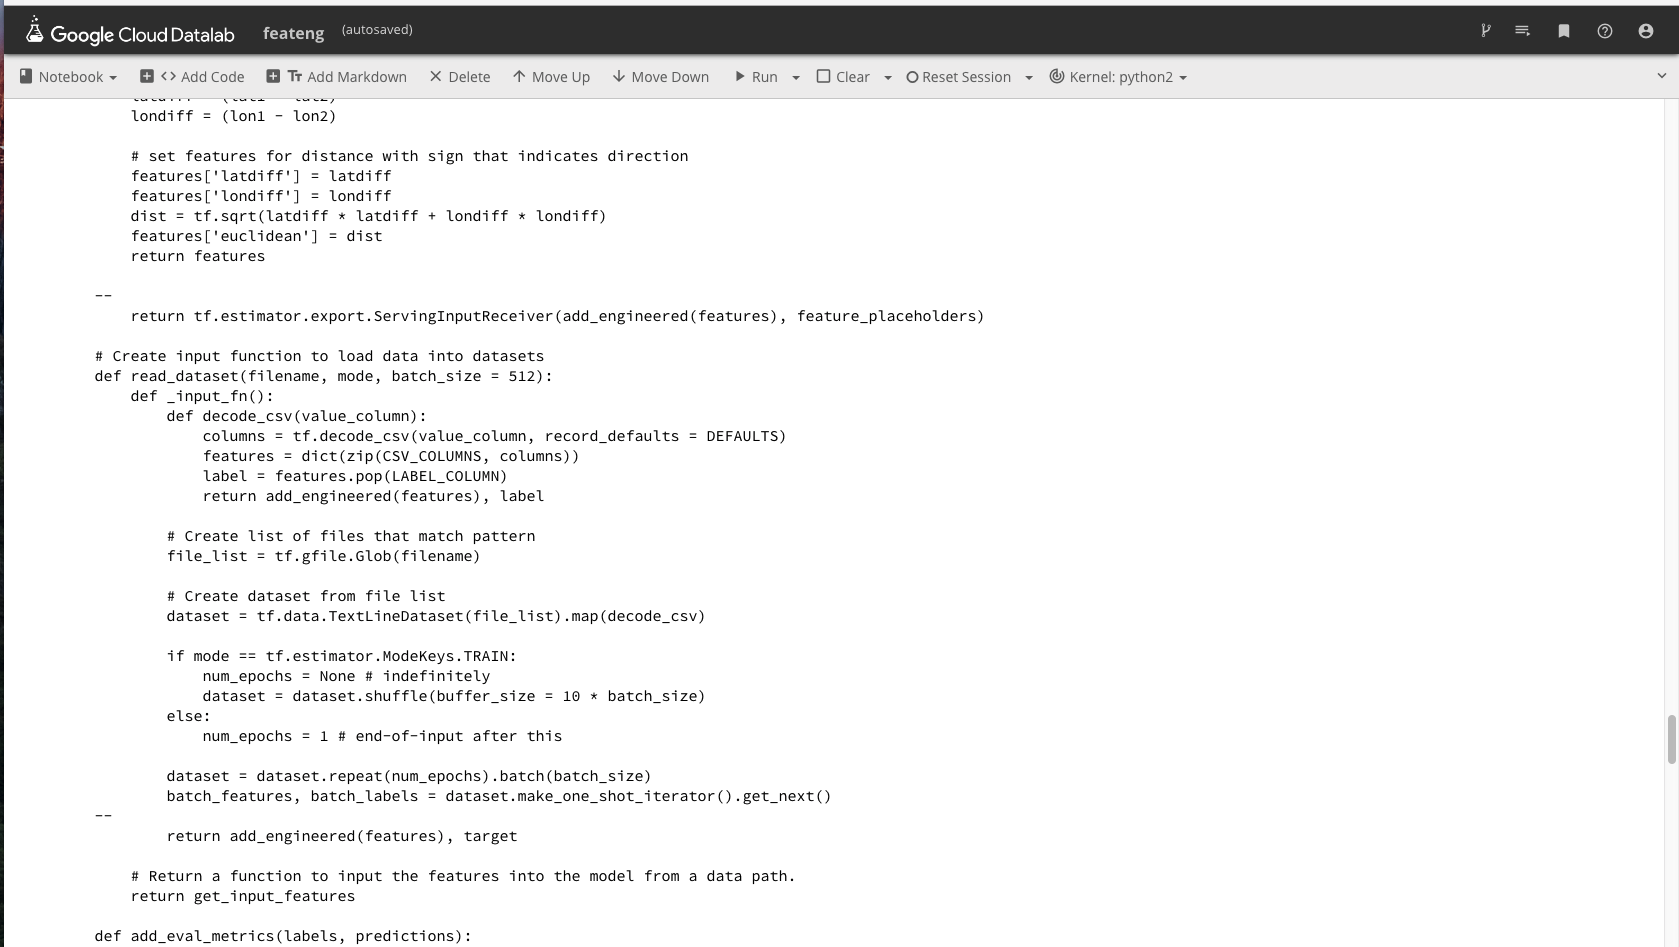 Google Cloud Datalab feateng (autosaved)
Notebook <> Add Code Tт Add Markdown Delete Move Up Move Down Run Clear Reset Session Kernel: python2
latdiff = (lat1 - lat2)
londiff = (lon1 - lon2)
# set features for distance with sign that indicates direction
features['latdiff'] = latdiff
features['londiff'] = londiff
dist = tf.sqrt(latdiff * latdiff + londiff * londiff)
features['euclidean'] = dist
return features
--
return tf.estimator.export.ServingInputReceiver(add_engineered(features), feature_placeholders)
# Create input function to load data into datasets
def read_dataset(filename, mode, batch_size = 512):
def _input_fn():
def decode_csv(value_column):
columns = tf.decode_csv(value_column, record_defaults = DEFAULTS)
features = dict(zip(CSV_COLUMNS, columns))
label = features.pop(LABEL_COLUMN)
return add_engineered(features), label
# Create list of files that match pattern
file_list = tf.gfile.Glob(filename)
# Create dataset from file list
dataset = tf.data.TextLineDataset(file_list).map(decode_csv)
if mode == tf.estimator.ModeKeys.TRAIN:
num_epochs = None # indefinitely
dataset = dataset.shuffle(buffer_size = 10 * batch_size)
else:
num_epochs = 1 # end-of-input after this
dataset = dataset.repeat(num_epochs).batch(batch_size)
batch_features, batch_labels = dataset.make_one_shot_iterator().get_next()
--
return add_engineered(features), target
# Return a function to input the features into the model from a data path.
return get_input_features
def add_eval_metrics(labels, predictions):